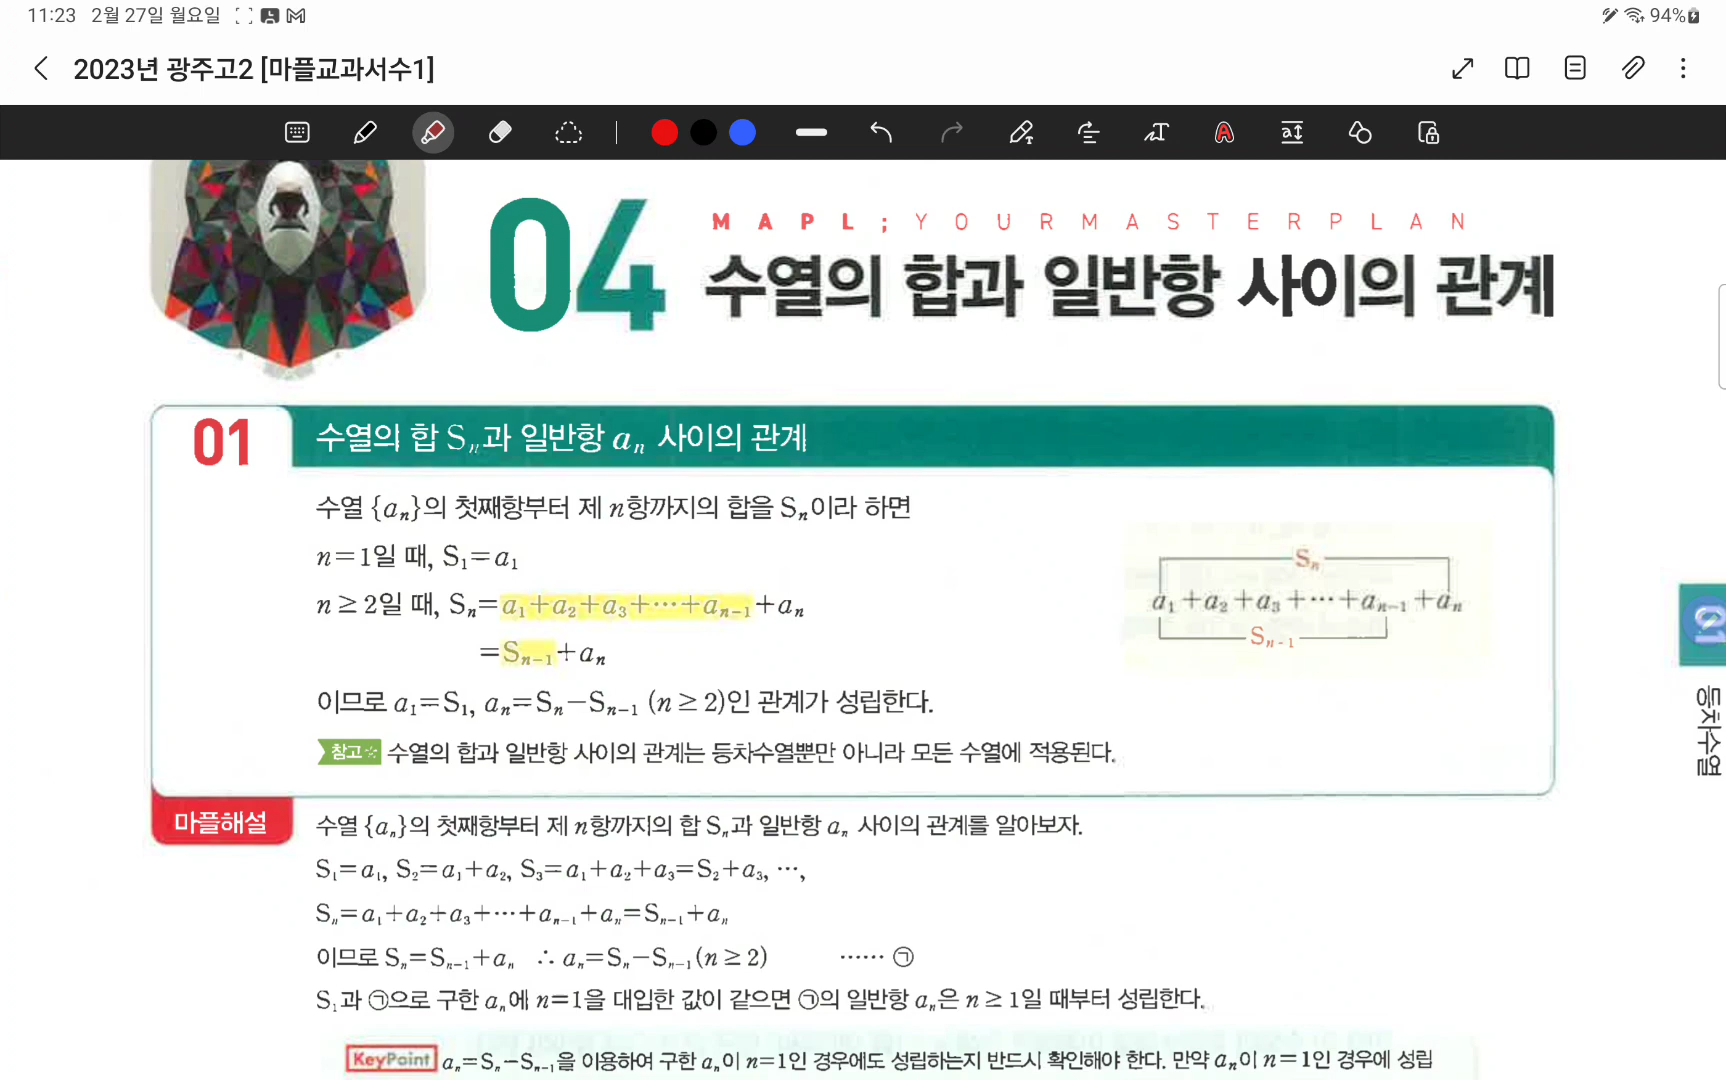 11:23 2월 27일 월요일
94%
2023년 광주고2 [마플교과서수1]
04
MAPL;YOURMASTERPLAN
수열의 합과 일반항 사이의 관계
01
수열의 합 Sₙ과 일반항 aₙ 사이의 관계
수열 {aₙ}의 첫째항부터 제 n항까지의 합을 Sₙ이라 하면
n=1일 때, S₁=a₁
n≥2일 때, Sₙ=a₁+a₂+a₃+⋯+aₙ₋₁+aₙ
=Sₙ₋₁+aₙ
Sₙ
a₁+a₂+a₃+⋯+aₙ₋₁+aₙ
Sₙ₋₁
이므로 a₁=S₁, aₙ=Sₙ−Sₙ₋₁ (n≥2)인 관계가 성립한다.
참고 수열의 합과 일반항 사이의 관계는 등차수열뿐만 아니라 모든 수열에 적용된다.
01
등차수열
마플해설
수열 {aₙ}의 첫째항부터 제 n항까지의 합 Sₙ과 일반항 aₙ 사이의 관계를 알아보자.
S₁=a₁, S₂=a₁+a₂, S₃=a₁+a₂+a₃=S₂+a₃, ⋯,
Sₙ=a₁+a₂+a₃+⋯+aₙ₋₁+aₙ=Sₙ₋₁+aₙ
이므로 Sₙ=Sₙ₋₁+aₙ ∴ aₙ=Sₙ−Sₙ₋₁(n≥2) ⋯⋯ ㉠
S₁과 ㉠으로 구한 aₙ에 n=1을 대입한 값이 같으면 ㉠의 일반항 aₙ은 n≥1일 때부터 성립한다.
KeyPoint aₙ=Sₙ−Sₙ₋₁을 이용하여 구한 aₙ이 n=1인 경우에도 성립하는지 반드시 확인해야 한다. 만약 aₙ이 n=1인 경우에 성립